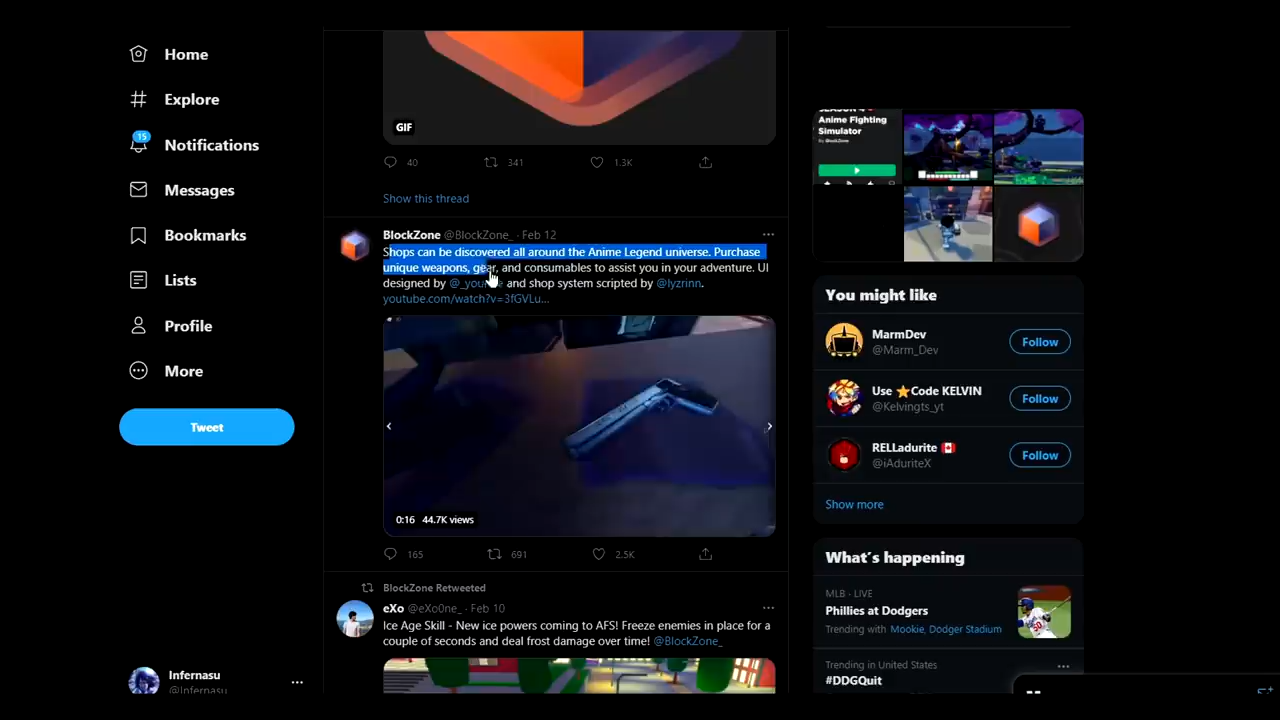 Home
Explore
15
Notifications
Messages
Bookmarks
Lists
Profile
More
Tweet
Infernasu
@Infernasu
GIF
40
341
1.3K
Show this thread
BlockZone @BlockZone_ · Feb 12
Shops can be discovered all around the Anime Legend universe. Purchase
unique weapons, gear, and consumables to assist you in your adventure. UI
designed by and shop system scripted by @lyzrinn.
youtube.com/watch?v=3fGVLu…
0:16 44.7K views
165
691
2.5K
BlockZone Retweeted
eXo @eXo0ne_ · Feb 10
Ice Age Skill - New ice powers coming to AFS! Freeze enemies in place for a
couple of seconds and deal frost damage over time! @BlockZone_
Anime Fighting
Simulator
You might like
MarmDev
@Marm_Dev
Follow
Use ⭐Code KELVIN
@Kelvingts_yt
Follow
RELLadurite 🇨🇦
@iAduriteX
Follow
Show more
What's happening
MLB · LIVE
Phillies at Dodgers
Trending with Mookie, Dodger Stadium
Trending in United States
#DDGQuit